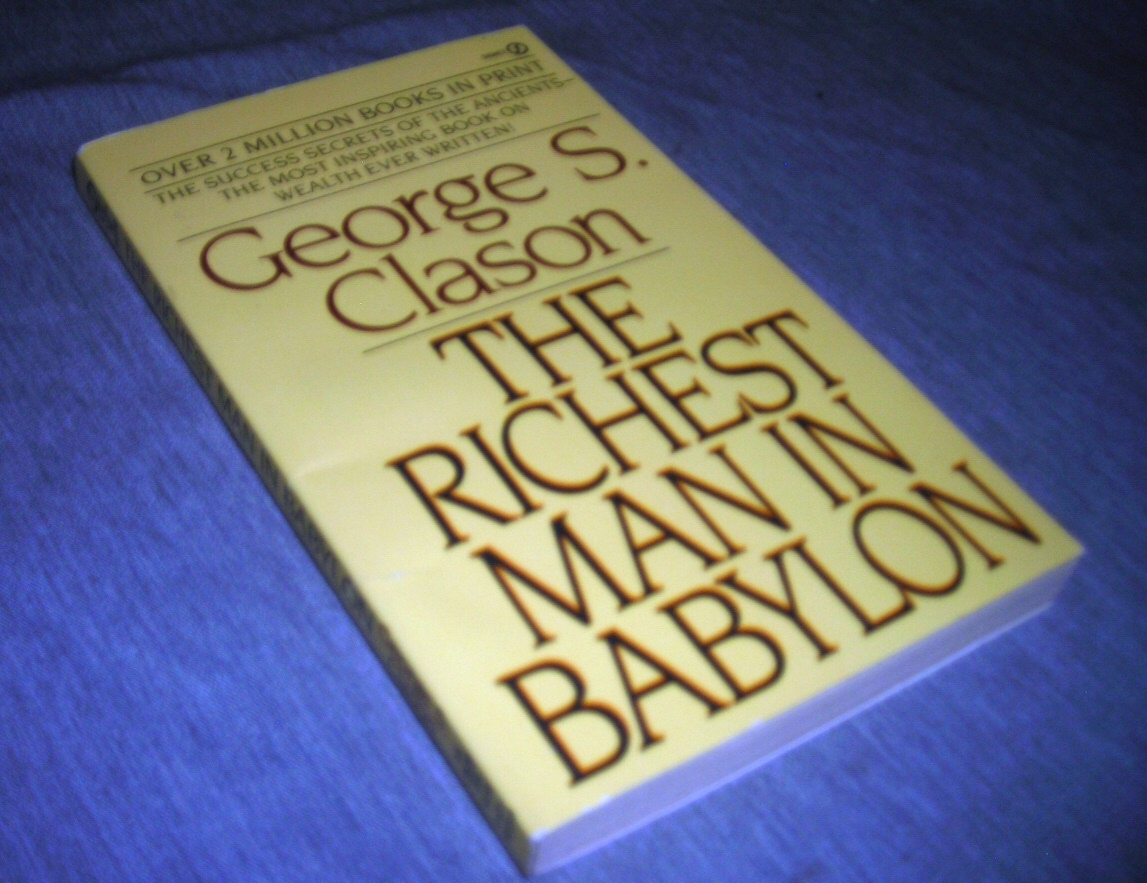 OVER 2 MILLION BOOKS IN PRINT
THE SUCCESS SECRETS OF THE ANCIENTS—
THE MOST INSPIRING BOOK ON
WEALTH EVER WRITTEN!
George S.
Clason
THE
RICHEST
MAN IN
BABYLON